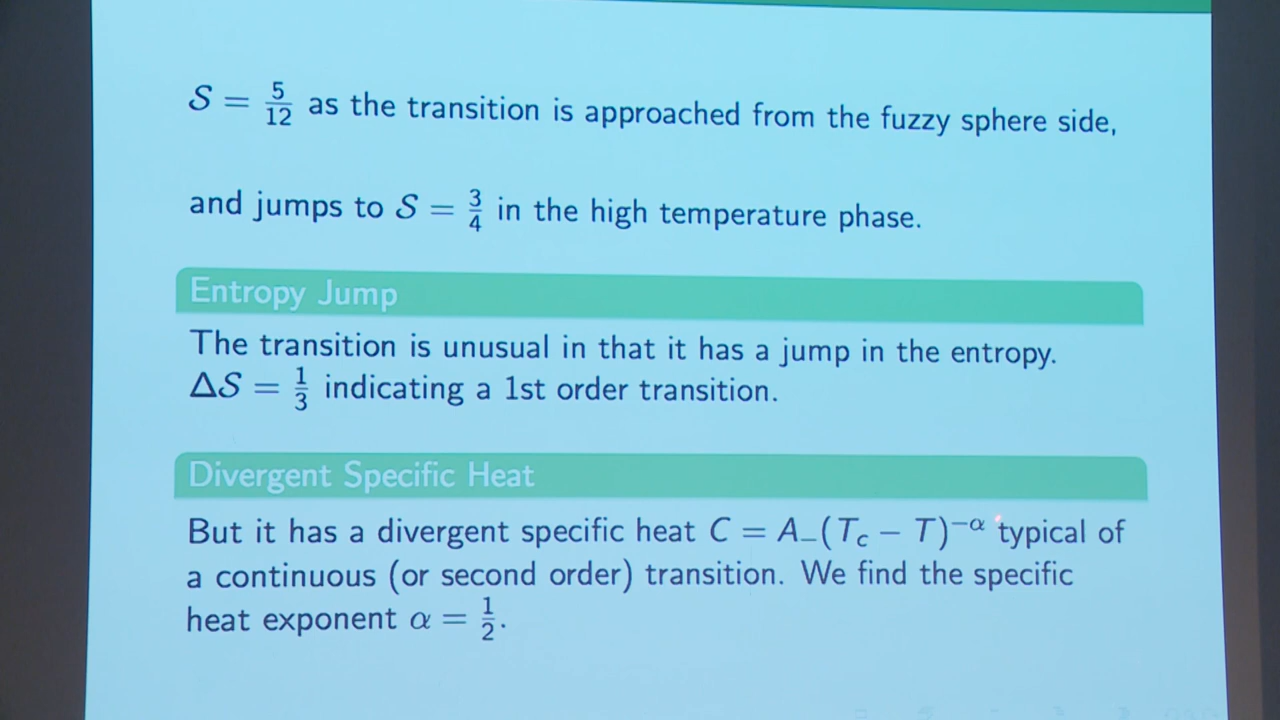 𝒮 = 5/12 as the transition is approached from the fuzzy sphere side,
and jumps to 𝒮 = 3/4 in the high temperature phase.
Entropy Jump
The transition is unusual in that it has a jump in the entropy.
Δ𝒮 = 1/3 indicating a 1st order transition.
Divergent Specific Heat
But it has a divergent specific heat C = A₋(T_c − T)^{−α} typical of
a continuous (or second order) transition. We find the specific
heat exponent α = 1/2.